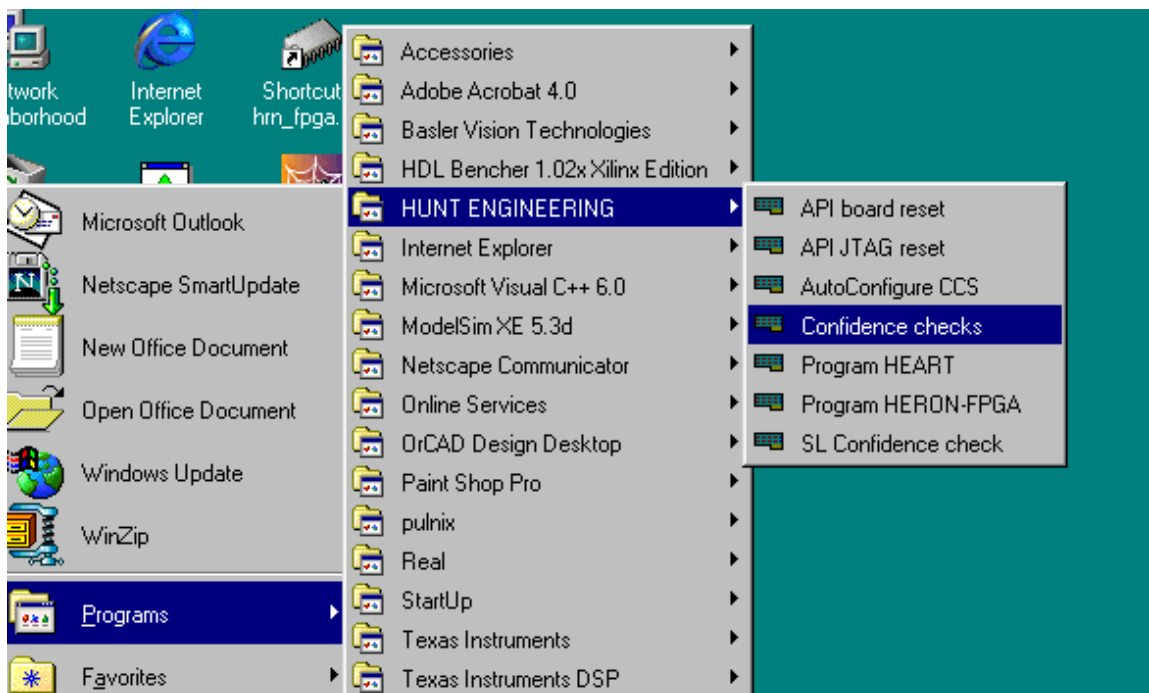 twork
borhood
Internet
Explorer
Shortcut
hrn_fpga.
Microsoft Outlook
Netscape SmartUpdate
New Office Document
Open Office Document
Windows Update
WinZip
Programs
Favorites
Accessories
Adobe Acrobat 4.0
Basler Vision Technologies
HDL Bencher 1.02x Xilinx Edition
HUNT ENGINEERING
Internet Explorer
Microsoft Visual C++ 6.0
ModelSim XE 5.3d
Netscape Communicator
Online Services
OrCAD Design Desktop
Paint Shop Pro
pulnix
Real
StartUp
Texas Instruments
Texas Instruments DSP
API board reset
API JTAG reset
AutoConfigure CCS
Confidence checks
Program HEART
Program HERON-FPGA
SL Confidence check